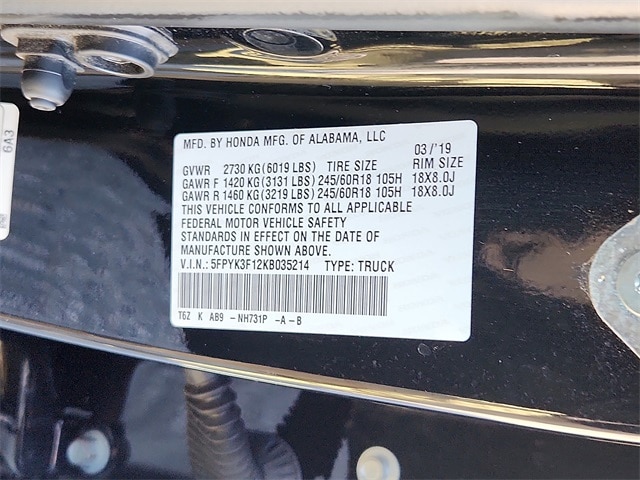 MFD. BY HONDA MFG. OF ALABAMA, LLC
03/'19
GVWR 2730 KG(6019 LBS) TIRE SIZE RIM SIZE
GAWR F 1420 KG(3131 LBS) 245/60R18 105H 18X8.0J
GAWR R 1460 KG(3219 LBS) 245/60R18 105H 18X8.0J
THIS VEHICLE CONFORMS TO ALL APPLICABLE
FEDERAL MOTOR VEHICLE SAFETY
STANDARDS IN EFFECT ON THE DATE OF
MANUFACTURE SHOWN ABOVE.
V.I.N.: 5FPYK3F12KB035214 TYPE: TRUCK
T6Z K AB9 -NH731P -A-B
6A3